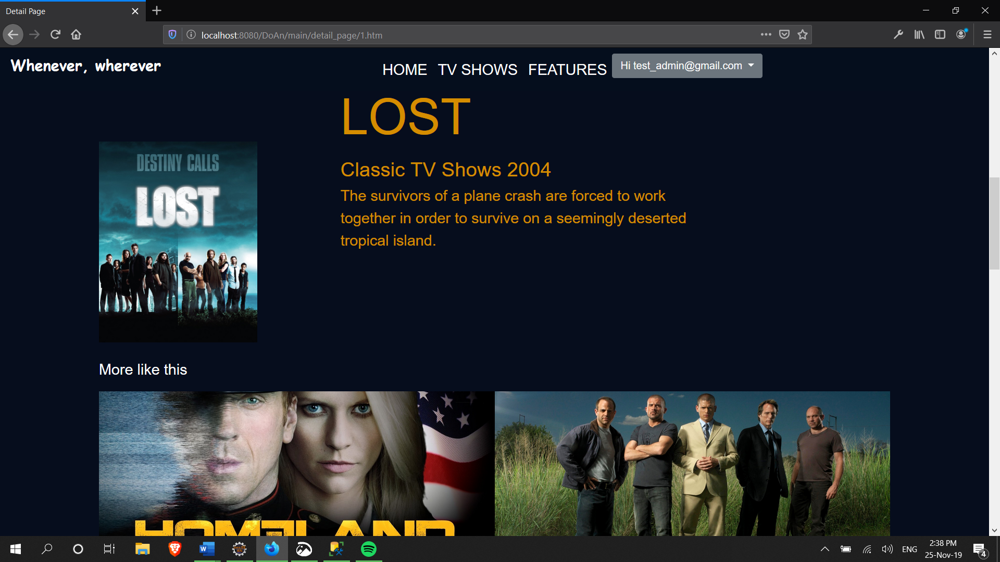 Detail Page
localhost:8080/DoAn/main/detail_page/1.htm
Whenever, wherever
HOME TV SHOWS FEATURES Hi test_admin@gmail.com
LOST
DESTINY CALLS
LOST
Classic TV Shows 2004
The survivors of a plane crash are forced to work
together in order to survive on a seemingly deserted
tropical island.
More like this
HOMELAND
ENG
2:38 PM
25-Nov-19
4